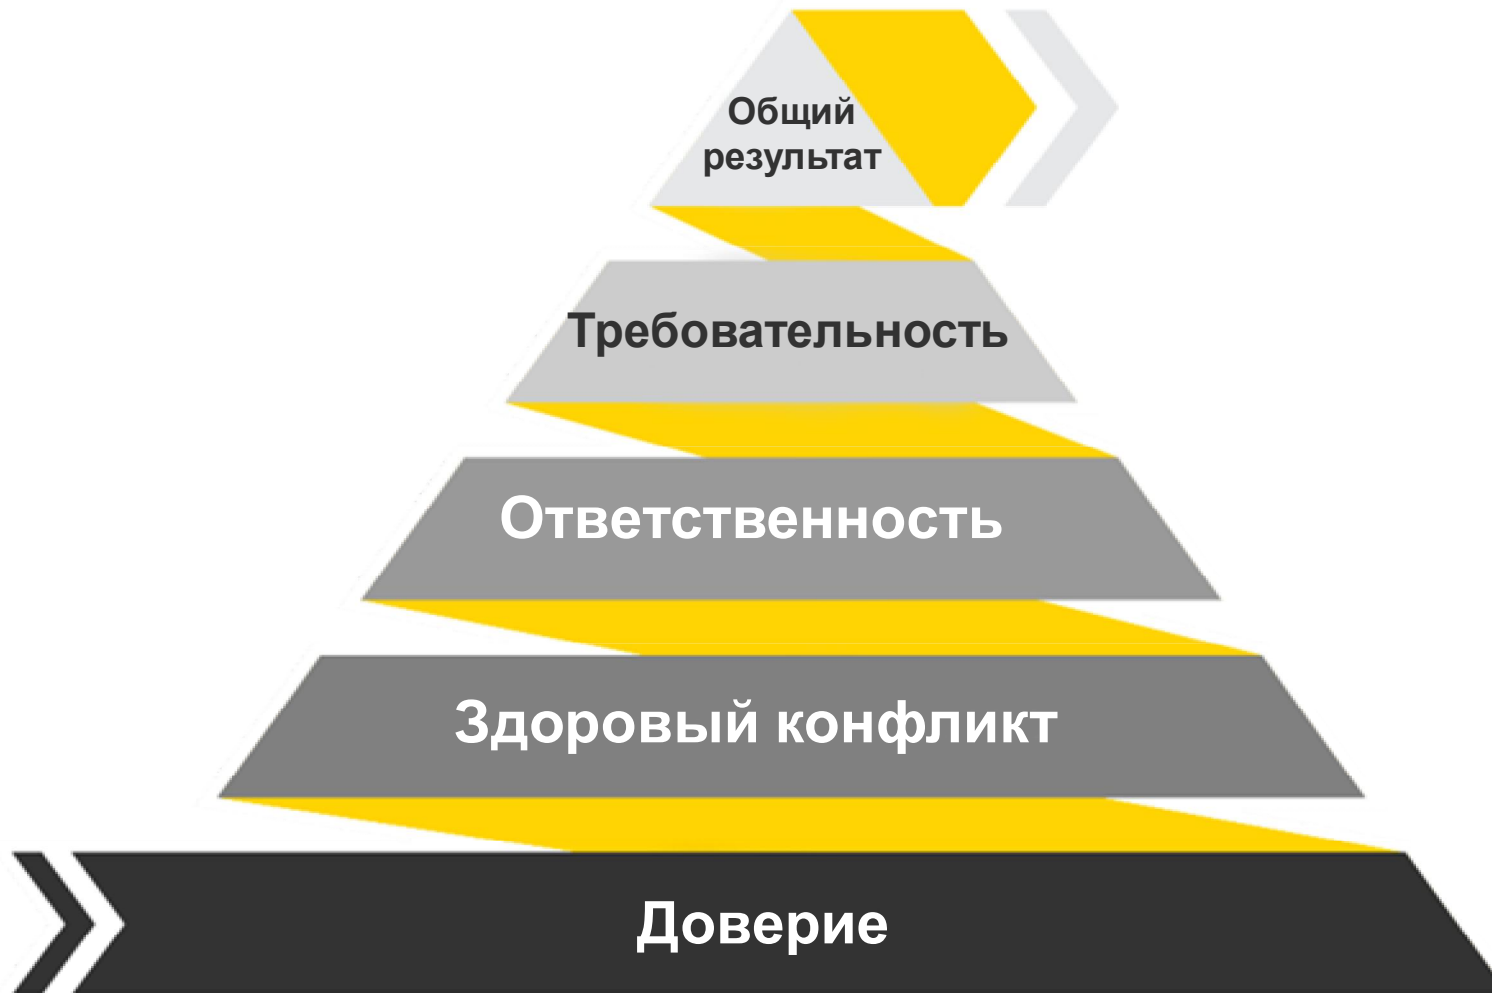 Общий
результат
Требовательность
Ответственность
Здоровый конфликт
Доверие